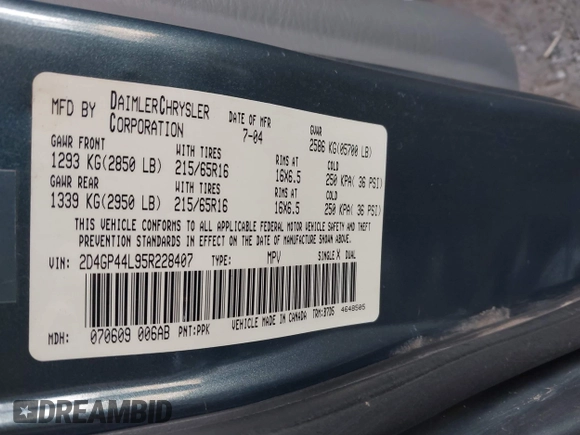 MFD BY DAIMLERCHRYSLER CORPORATION DATE OF MFR 7-04 GVWR 2586 KG(05700 LB)
GAWR FRONT WITH TIRES RIMS AT COLD
1293 KG(2850 LB) 215/65R16 16X6.5 250 KPA( 36 PSI)
GAWR REAR WITH TIRES RIMS AT COLD
1339 KG(2950 LB) 215/65R16 16X6.5 250 KPA( 36 PSI)
THIS VEHICLE CONFORMS TO ALL APPLICABLE FEDERAL MOTOR VEHICLE SAFETY AND THEFT
PREVENTION STANDARDS IN EFFECT ON THE DATE OF MANUFACTURE SHOWN ABOVE.
VIN: 2D4GP44L95R228407 TYPE: MPV SINGLE X DUAL
MDH: 070609 006AB PNT:PPK VEHICLE MADE IN CANADA TRM:37D5 4648505
DREAMBID